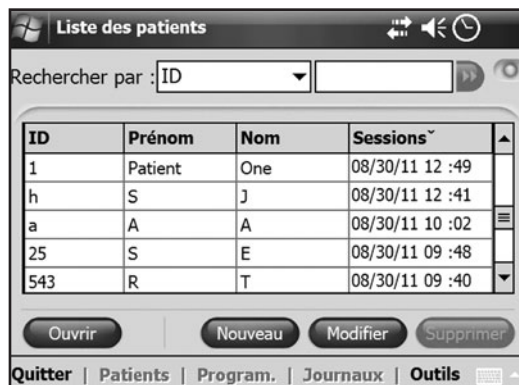 Liste des patients
Rechercher par : ID
ID Prénom Nom Sessions
1 Patient One 08/30/11 12 :49
h S J 08/30/11 12 :41
a A A 08/30/11 10 :02
25 S E 08/30/11 09 :48
543 R T 08/30/11 09 :40
Ouvrir Nouveau Modifier Supprimer
Quitter | Patients | Program. | Journaux | Outils